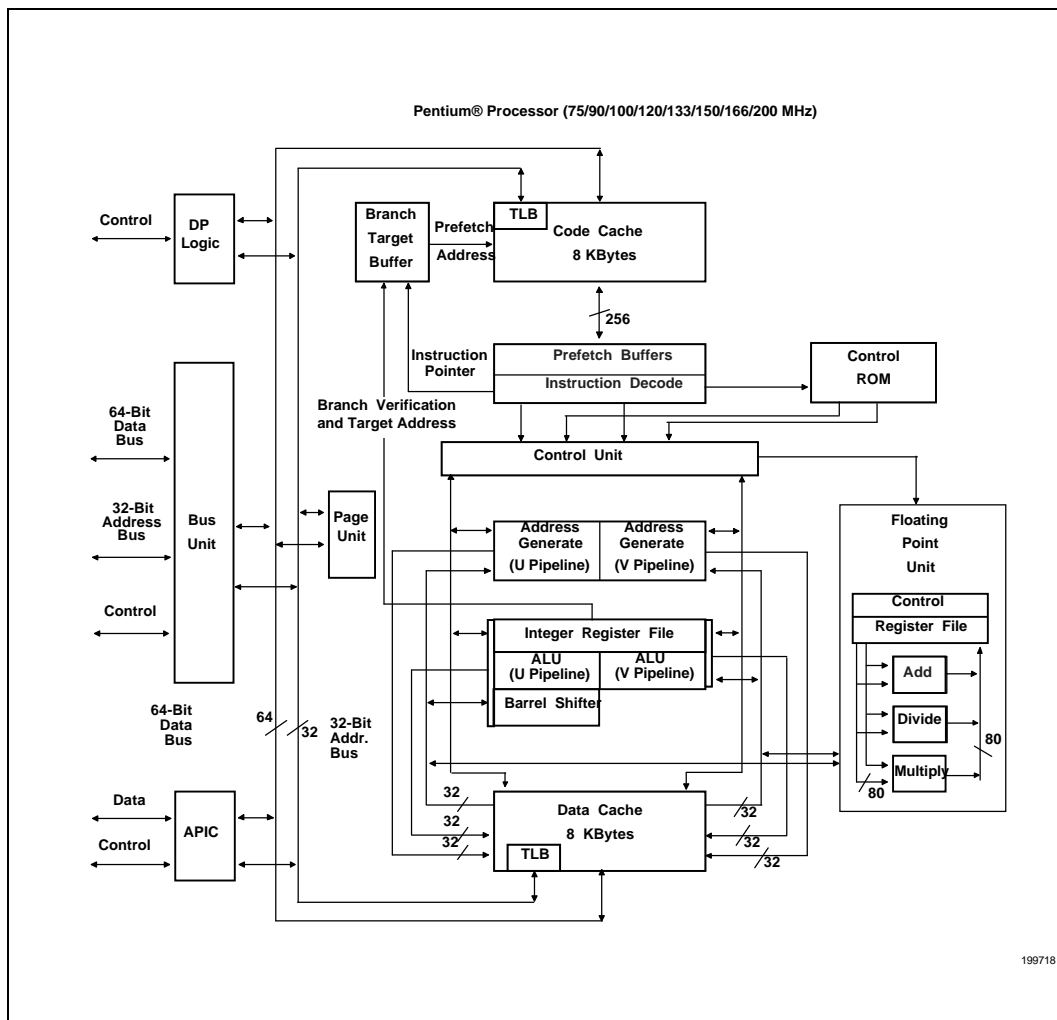 Pentium® Processor (75/90/100/120/133/150/166/200 MHz)
Control
DP
Logic
Branch
Target
Buffer
Prefetch
Address
TLB
Code Cache
8 KBytes
256
Instruction
Pointer
Prefetch Buffers
Instruction Decode
Control
ROM
Branch Verification
and Target Address
Control Unit
64-Bit
Data
Bus
32-Bit
Address
Bus
Control
Bus
Unit
Page
Unit
Address
Generate
(U Pipeline)
Address
Generate
(V Pipeline)
Integer Register File
ALU
(U Pipeline)
ALU
(V Pipeline)
Barrel Shifter
Floating
Point
Unit
Control
Register File
Add
Divide
Multiply
80
80
64-Bit
Data
Bus
64
32
32-Bit
Addr.
Bus
Data
Control
APIC
32
32
32
Data Cache
8 KBytes
TLB
32
32
32
199718